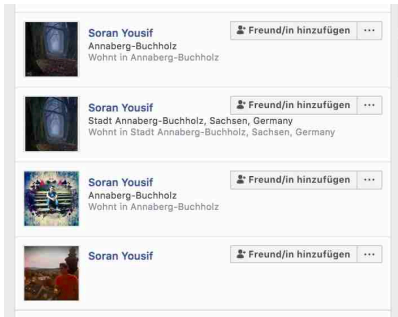 Soran Yousif
Freund/in hinzufügen ···
Annaberg-Buchholz
Wohnt in Annaberg-Buchholz
Soran Yousif
Freund/in hinzufügen ···
Stadt Annaberg-Buchholz, Sachsen, Germany
Wohnt in Stadt Annaberg-Buchholz, Sachsen, Germany
Soran Yousif
Freund/in hinzufügen ···
Annaberg-Buchholz
Wohnt in Annaberg-Buchholz
Soran Yousif
Freund/in hinzufügen ···